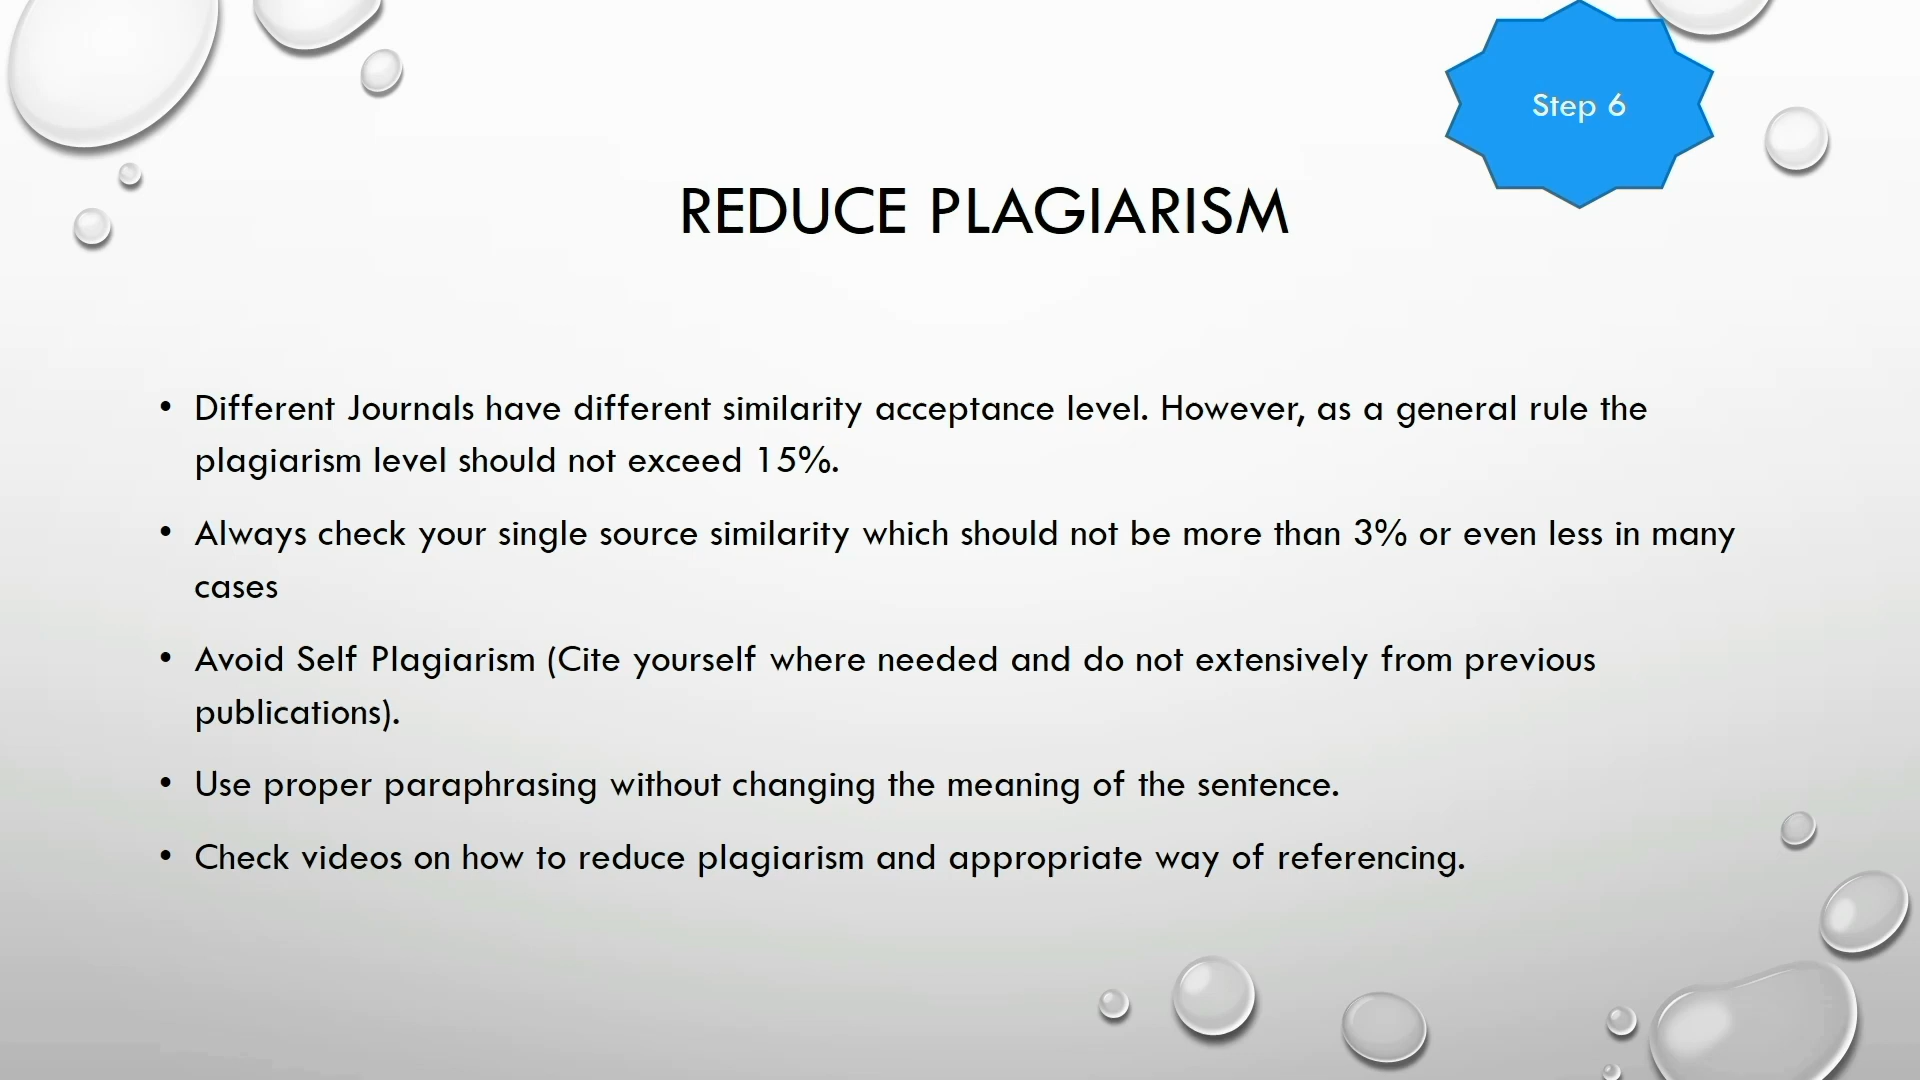 Step 6
REDUCE PLAGIARISM
• Different Journals have different similarity acceptance level. However, as a general rule the
plagiarism level should not exceed 15%.
• Always check your single source similarity which should not be more than 3% or even less in many
cases
• Avoid Self Plagiarism (Cite yourself where needed and do not extensively from previous
publications).
• Use proper paraphrasing without changing the meaning of the sentence.
• Check videos on how to reduce plagiarism and appropriate way of referencing.